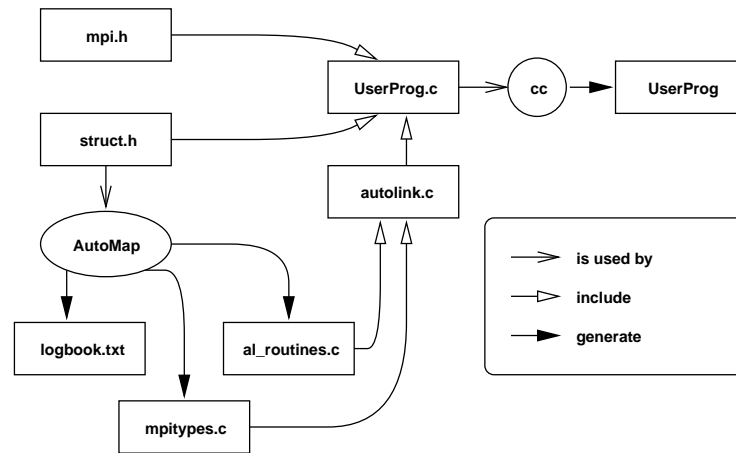 mpi.h
UserProg.c
cc
UserProg
struct.h
autolink.c
AutoMap
is used by
include
generate
logbook.txt
al_routines.c
mpitypes.c